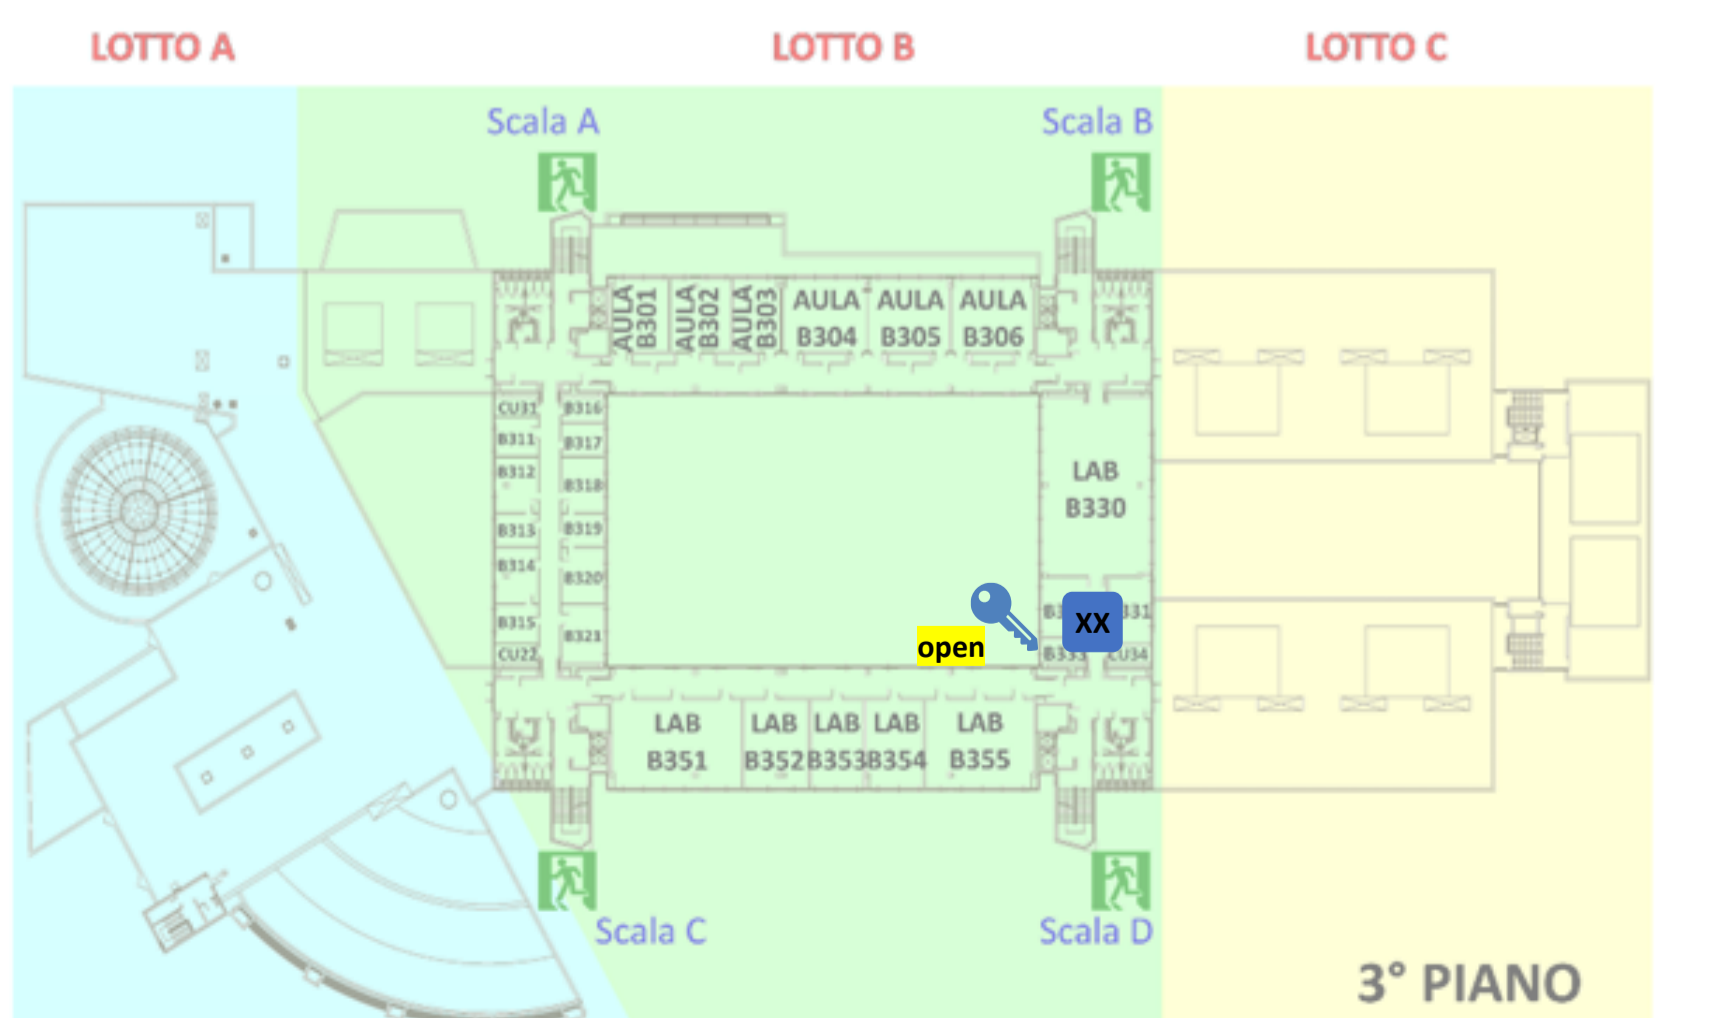 LOTTO A
LOTTO B
LOTTO C
Scala A
Scala B
AULA
B301
AULA
B302
AULA
B303
AULA
B304
AULA
B305
AULA
B306
CU31
B316
B311
B317
B312
B318
B313
B319
B314
B320
B315
B321
CU22
LAB
B330
XX
open
B333
CU34
LAB
B351
LAB
B352
LAB
B353
LAB
B354
LAB
B355
Scala C
Scala D
3° PIANO